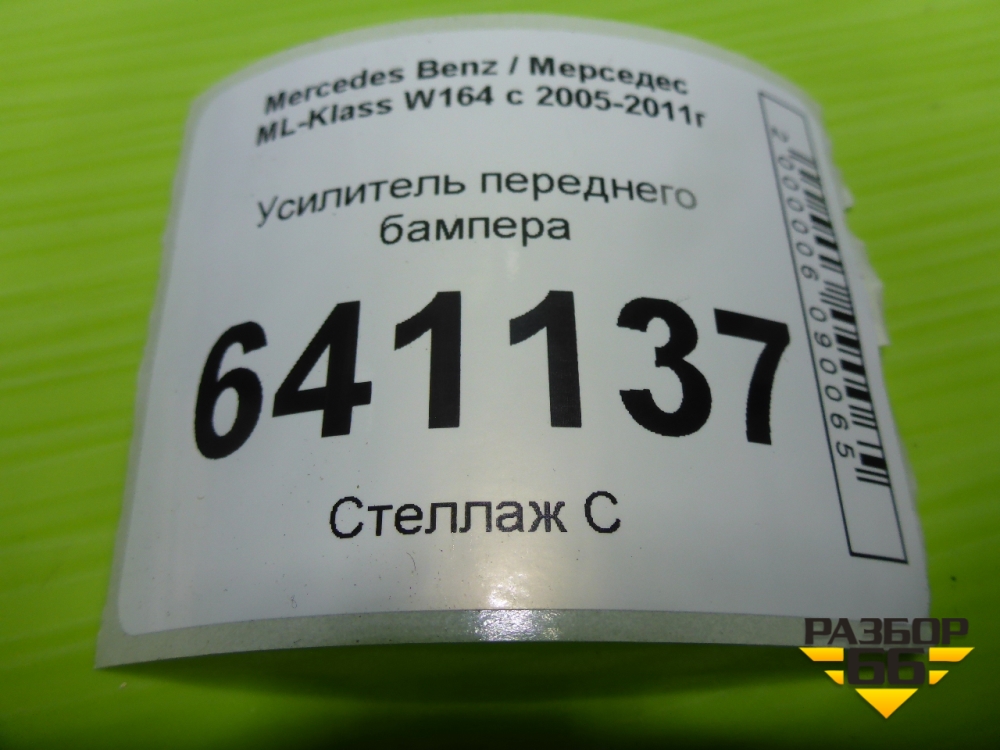 Mercedes Benz / Мерседес
ML-Klass W164 с 2005-2011г
Усилитель переднего
бампера
641137
Стеллаж С
2000006090065
РАЗБОР
66